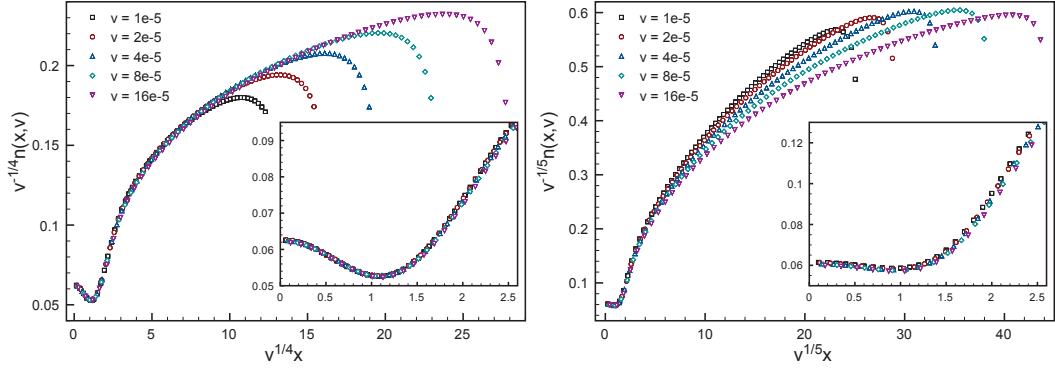 v = 1e-5
v = 2e-5
v = 4e-5
v = 8e-5
v = 16e-5
0.2
0.15
0.1
0.05
v^{-1/4}n(x,v)
0 5 10 15 20 25
v^{1/4}x
0.09
0.08
0.07
0.06
0.05
0 0.5 1 1.5 2 2.5
v = 1e-5
v = 2e-5
v = 4e-5
v = 8e-5
v = 16e-5
0.6
0.5
0.4
0.3
0.2
0.1
v^{-1/5}n(x,v)
0 10 20 30 40
v^{1/5}x
0.12
0.1
0.08
0.06
0 0.5 1 1.5 2 2.5